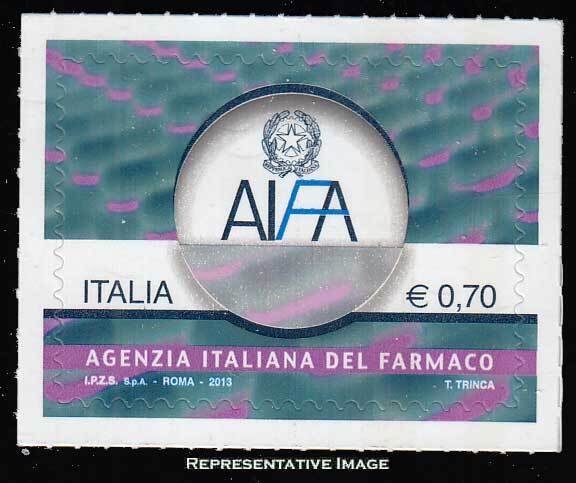 AIFA
ITALIA
€ 0,70
AGENZIA ITALIANA DEL FARMACO
I.P.Z.S. S.p.A. - ROMA - 2013
T. TRINCA
REPRESENTATIVE IMAGE